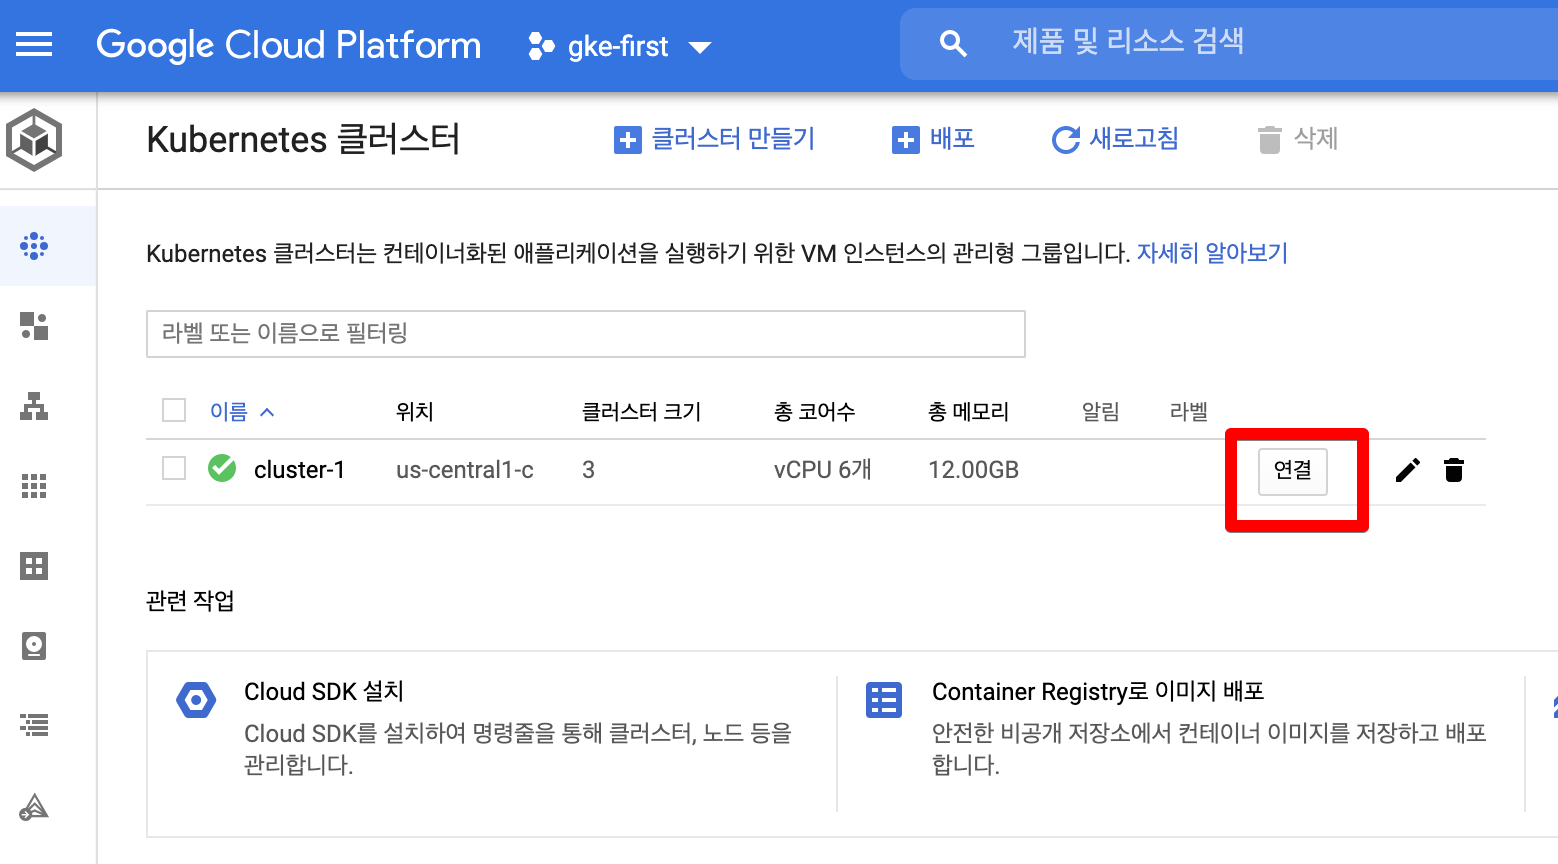 Google Cloud Platform gke-first 제품 및 리소스 검색
Kubernetes 클러스터 클러스터 만들기 배포 새로고침 삭제
Kubernetes 클러스터는 컨테이너화된 애플리케이션을 실행하기 위한 VM 인스턴스의 관리형 그룹입니다. 자세히 알아보기
라벨 또는 이름으로 필터링
이름 위치 클러스터 크기 총 코어수 총 메모리 알림 라벨
cluster-1 us-central1-c 3 vCPU 6개 12.00GB 연결
관련 작업
Cloud SDK 설치
Cloud SDK를 설치하여 명령줄을 통해 클러스터, 노드 등을
관리합니다.
Container Registry로 이미지 배포
안전한 비공개 저장소에서 컨테이너 이미지를 저장하고 배포
합니다.